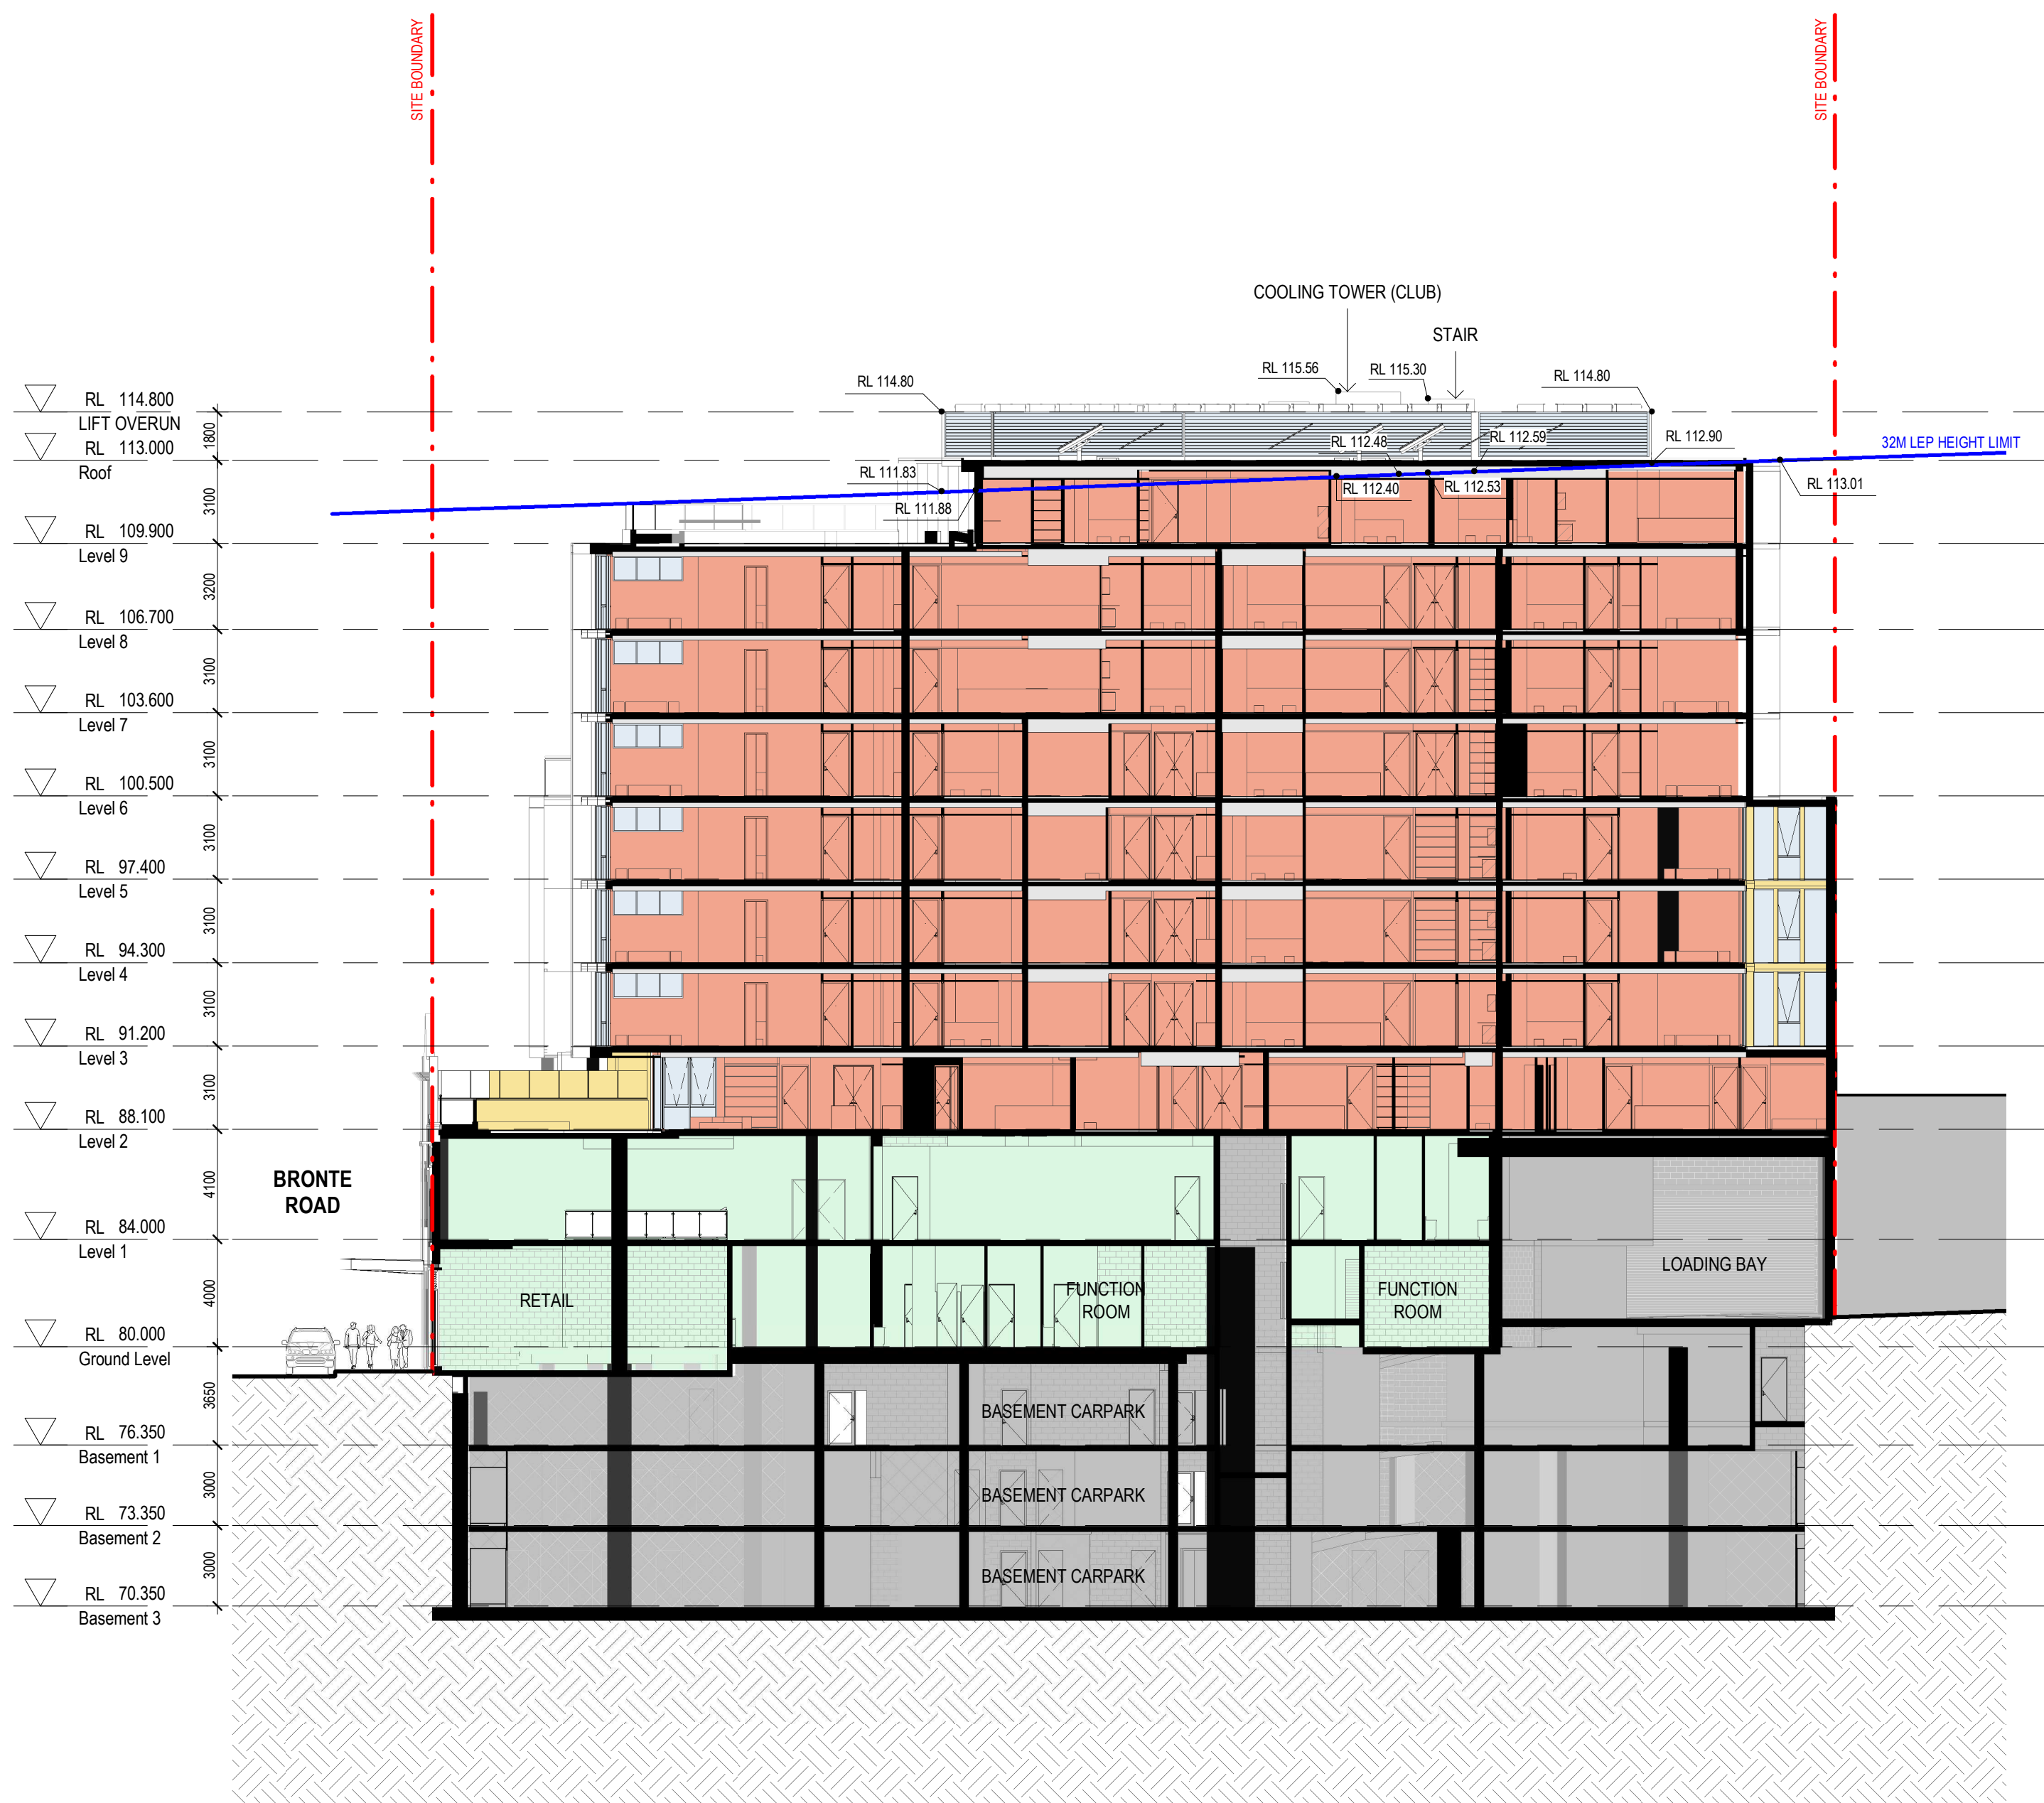 SITE BOUNDARY
SITE BOUNDARY
COOLING TOWER (CLUB)
STAIR
RL 115.56
RL 115.30
RL 114.80
RL 114.80
RL 114.800
LIFT OVERUN
1800
RL 113.000
Roof
RL 112.48
RL 112.59
RL 112.90
32M LEP HEIGHT LIMIT
RL 111.83
RL 111.88
RL 112.40
RL 112.53
RL 113.01
3100
RL 109.900
Level 9
3200
RL 106.700
Level 8
3100
RL 103.600
Level 7
3100
RL 100.500
Level 6
3100
RL 97.400
Level 5
3100
RL 94.300
Level 4
3100
RL 91.200
Level 3
3100
RL 88.100
Level 2
4100
BRONTE
ROAD
RL 84.000
Level 1
4000
RETAIL
FUNCTION
ROOM
FUNCTION
ROOM
LOADING BAY
RL 80.000
Ground Level
3650
BASEMENT CARPARK
RL 76.350
Basement 1
3000
BASEMENT CARPARK
RL 73.350
Basement 2
3000
BASEMENT CARPARK
RL 70.350
Basement 3